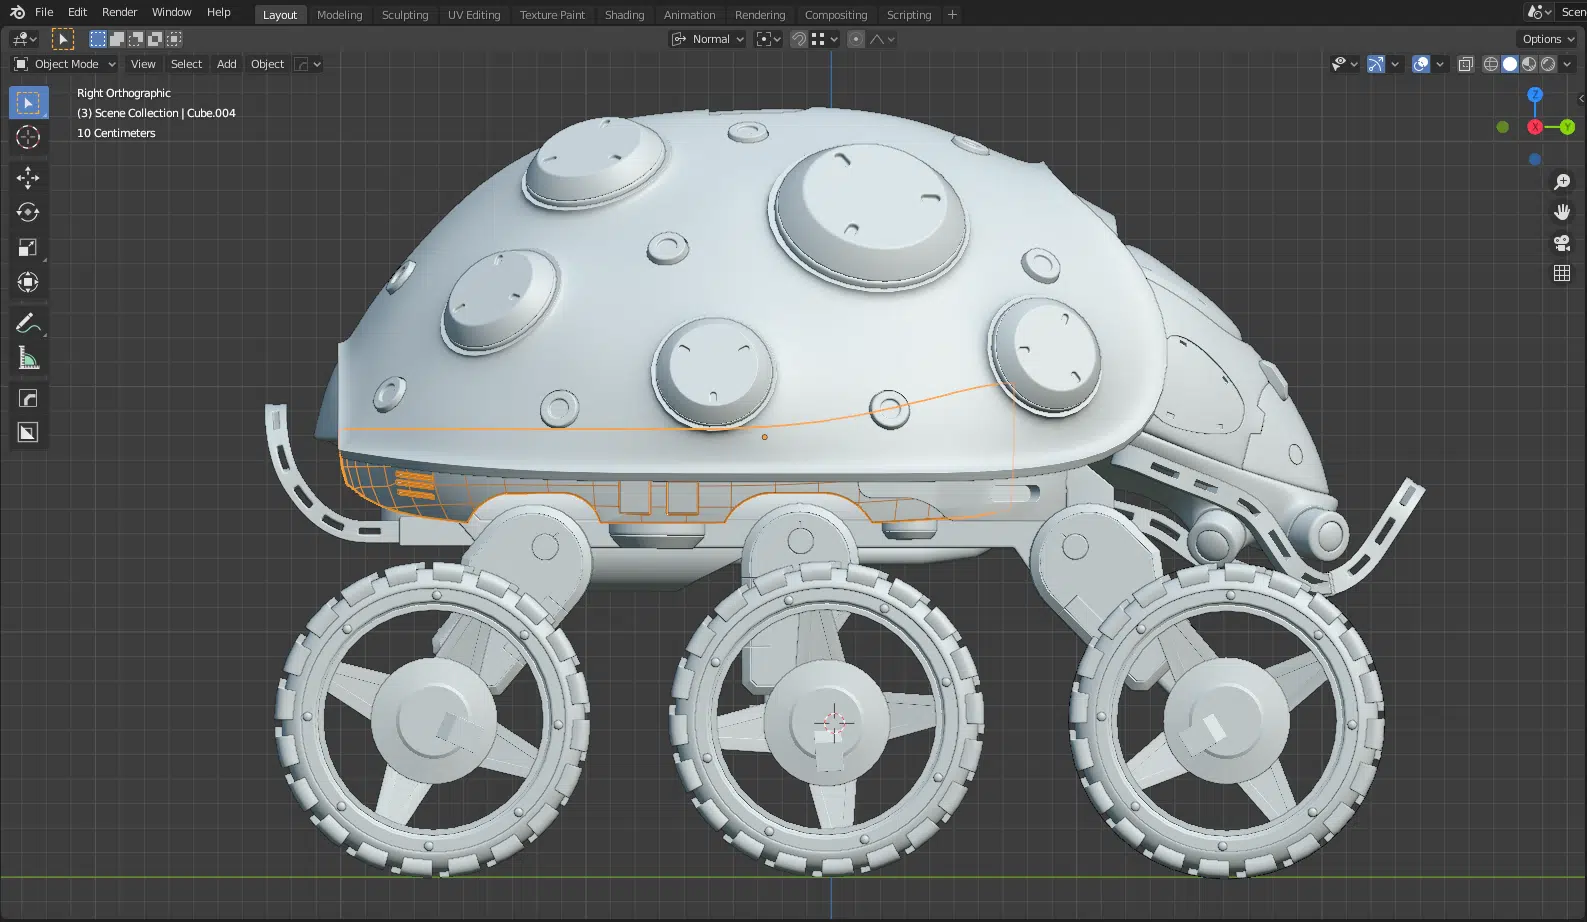 File Edit Render Window Help Layout Modeling Sculpting UV Editing Texture Paint Shading Animation Rendering Compositing Scripting + Scen
Normal Options
Object Mode View Select Add Object
Right Orthographic
(3) Scene Collection | Cube.004
10 Centimeters
Z
X Y